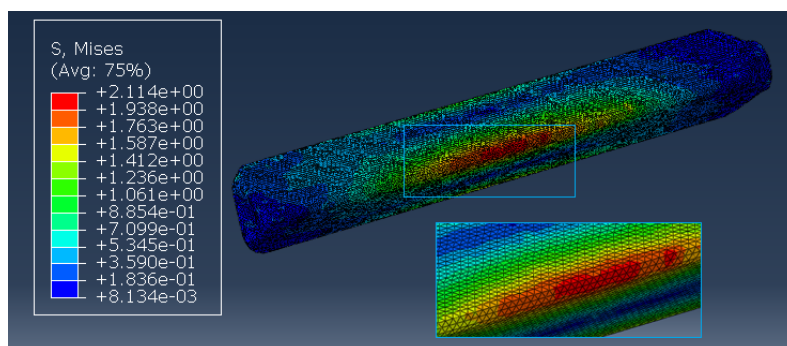 S, Mises
(Avg: 75%)
+2.114e+00
+1.938e+00
+1.763e+00
+1.587e+00
+1.412e+00
+1.236e+00
+1.061e+00
+8.854e-01
+7.099e-01
+5.345e-01
+3.590e-01
+1.836e-01
+8.134e-03